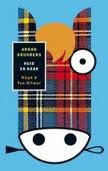 ARNON GRUNBERG
HUID EN HAAR
Nijgh &
Van Ditmar